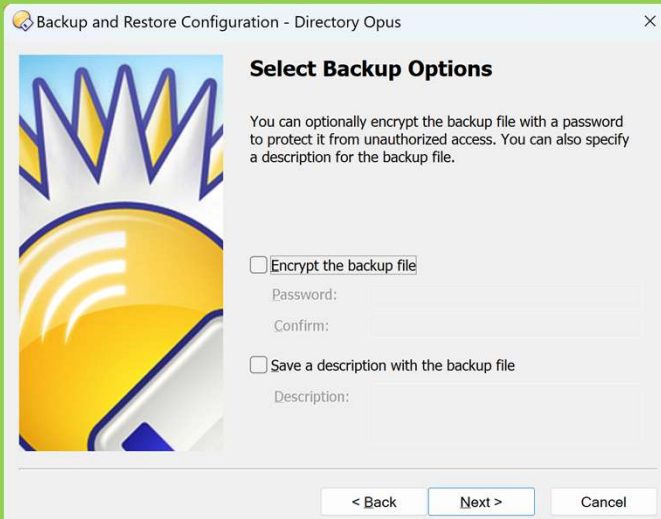 Backup and Restore Configuration - Directory Opus
Select Backup Options
You can optionally encrypt the backup file with a password
to protect it from unauthorized access. You can also specify
a description for the backup file.
Encrypt the backup file
Password:
Confirm:
Save a description with the backup file
Description:
< Back
Next >
Cancel